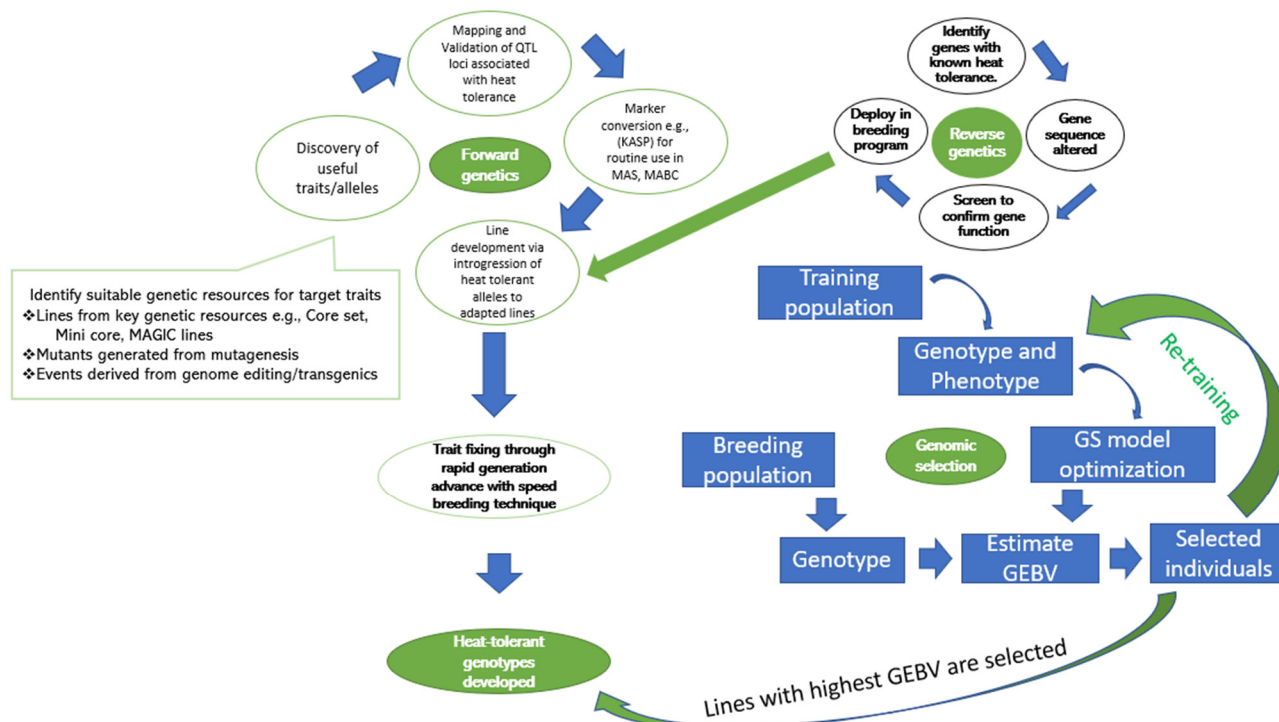 Mapping and
Validation of QTL
loci associated
with heat
tolerance
Discovery of
useful
traits/alleles
Forward
genetics
Marker
conversion e.g.,
(KASP) for
routine use in
MAS, MABC
Line
development via
introgression of
heat tolerant
alleles to
adapted lines
Identify suitable genetic resources for target traits
❖Lines from key genetic resources e.g., Core set,
Mini core, MAGIC lines
❖Mutants generated from mutagenesis
❖Events derived from genome editing/transgenics
Trait fixing through
rapid generation
advance with speed
breeding technique
Heat-tolerant
genotypes
developed
Identify
genes with
known heat
tolerance.
Deploy in
breeding
program
Reverse
genetics
Gene
sequence
altered
Screen to
confirm gene
function
Training
population
Genotype and
Phenotype
Re-training
Breeding
population
Genomic
selection
GS model
optimization
Genotype
Estimate
GEBV
Selected
individuals
Lines with highest GEBV are selected